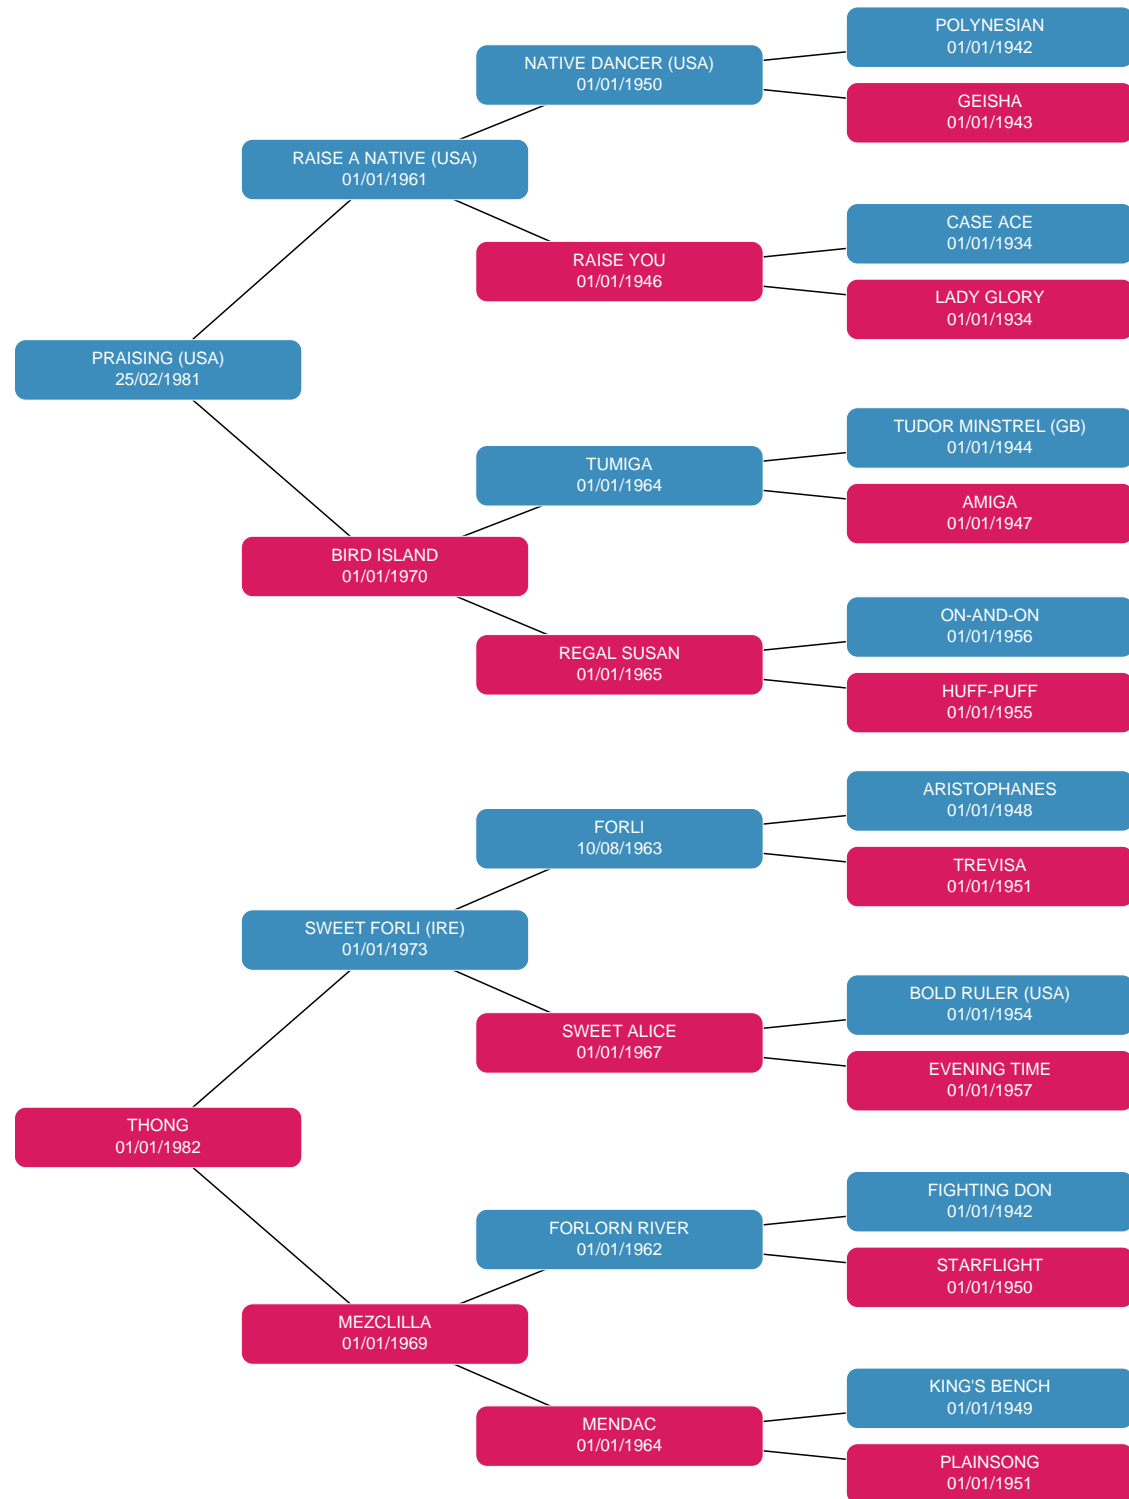 POLYNESIAN
01/01/1942
NATIVE DANCER (USA)
01/01/1950
GEISHA
01/01/1943
RAISE A NATIVE (USA)
01/01/1961
CASE ACE
01/01/1934
RAISE YOU
01/01/1946
LADY GLORY
01/01/1934
PRAISING (USA)
25/02/1981
TUDOR MINSTREL (GB)
01/01/1944
TUMIGA
01/01/1964
AMIGA
01/01/1947
BIRD ISLAND
01/01/1970
ON-AND-ON
01/01/1956
REGAL SUSAN
01/01/1965
HUFF-PUFF
01/01/1955
ARISTOPHANES
01/01/1948
FORLI
10/08/1963
TREVISA
01/01/1951
SWEET FORLI (IRE)
01/01/1973
BOLD RULER (USA)
01/01/1954
SWEET ALICE
01/01/1967
EVENING TIME
01/01/1957
THONG
01/01/1982
FIGHTING DON
01/01/1942
FORLORN RIVER
01/01/1962
STARFLIGHT
01/01/1950
MEZCLILLA
01/01/1969
KING'S BENCH
01/01/1949
MENDAC
01/01/1964
PLAINSONG
01/01/1951